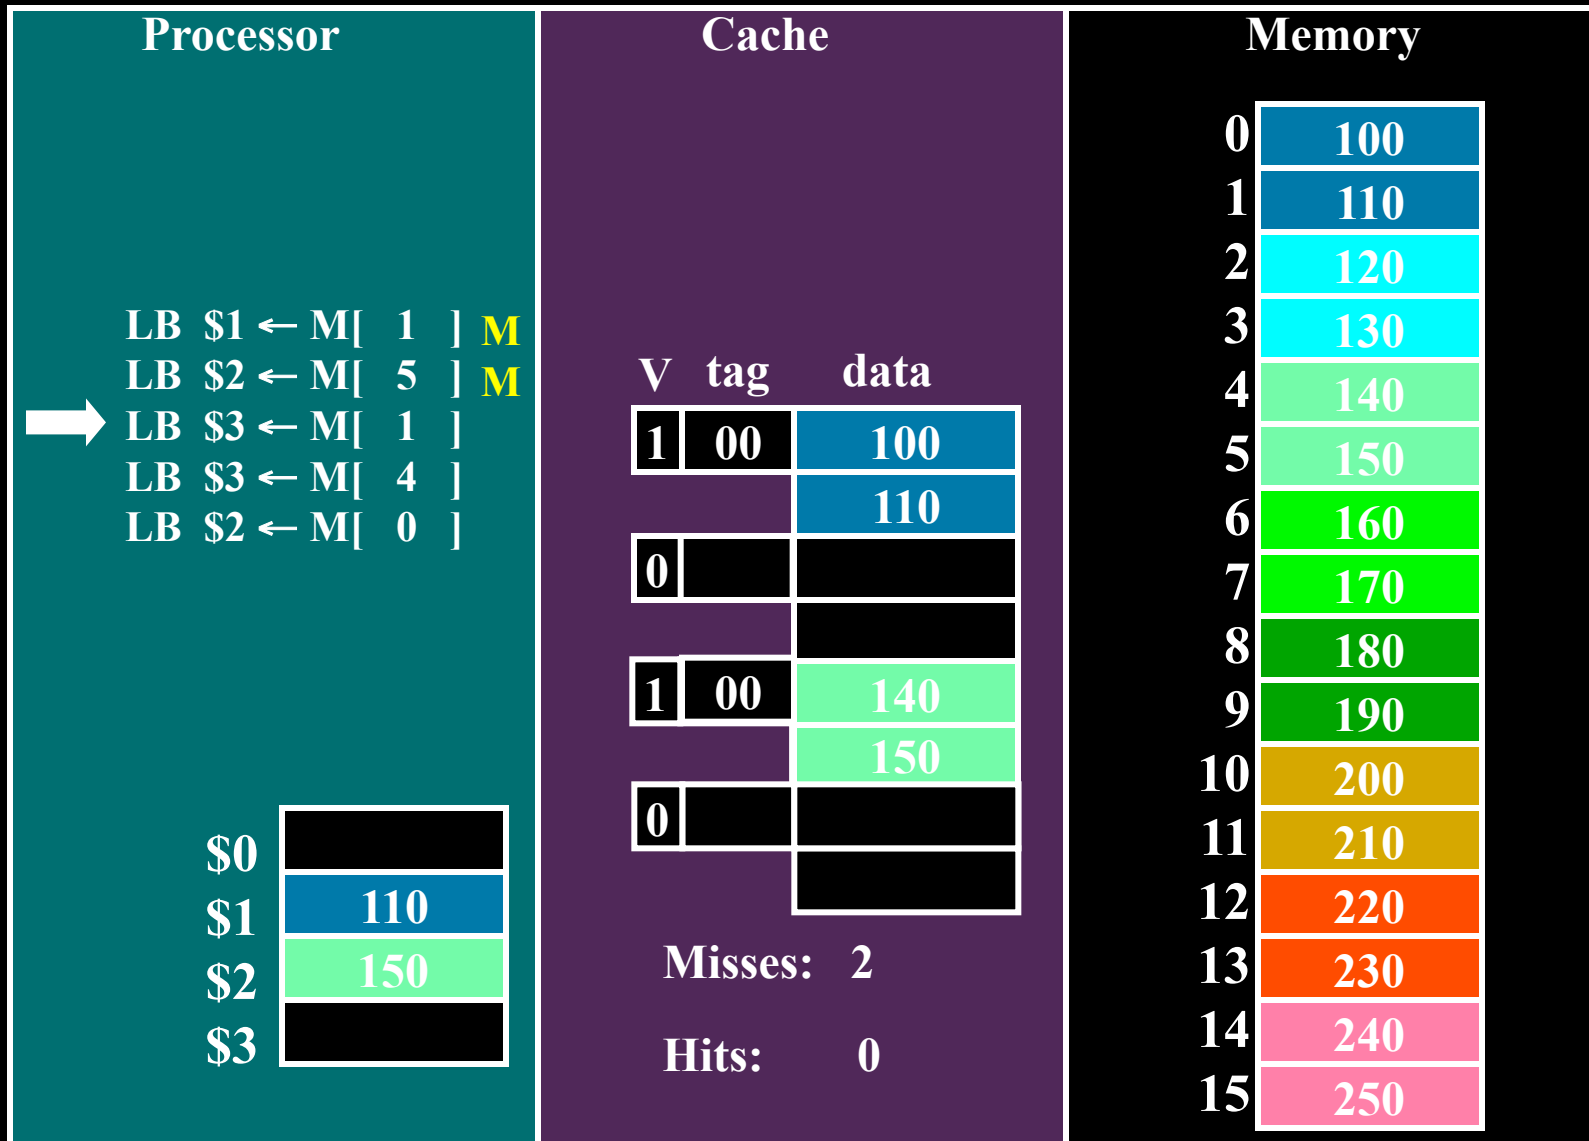 Processor
LB $1 ← M[ 1 ] M
LB $2 ← M[ 5 ] M
LB $3 ← M[ 1 ]
LB $3 ← M[ 4 ]
LB $2 ← M[ 0 ]
$0
$1 110
$2 150
$3
Cache
V tag data
1 00 100
110
0
1 00 140
150
0
Misses: 2
Hits: 0
Memory
0 100
1 110
2 120
3 130
4 140
5 150
6 160
7 170
8 180
9 190
10 200
11 210
12 220
13 230
14 240
15 250